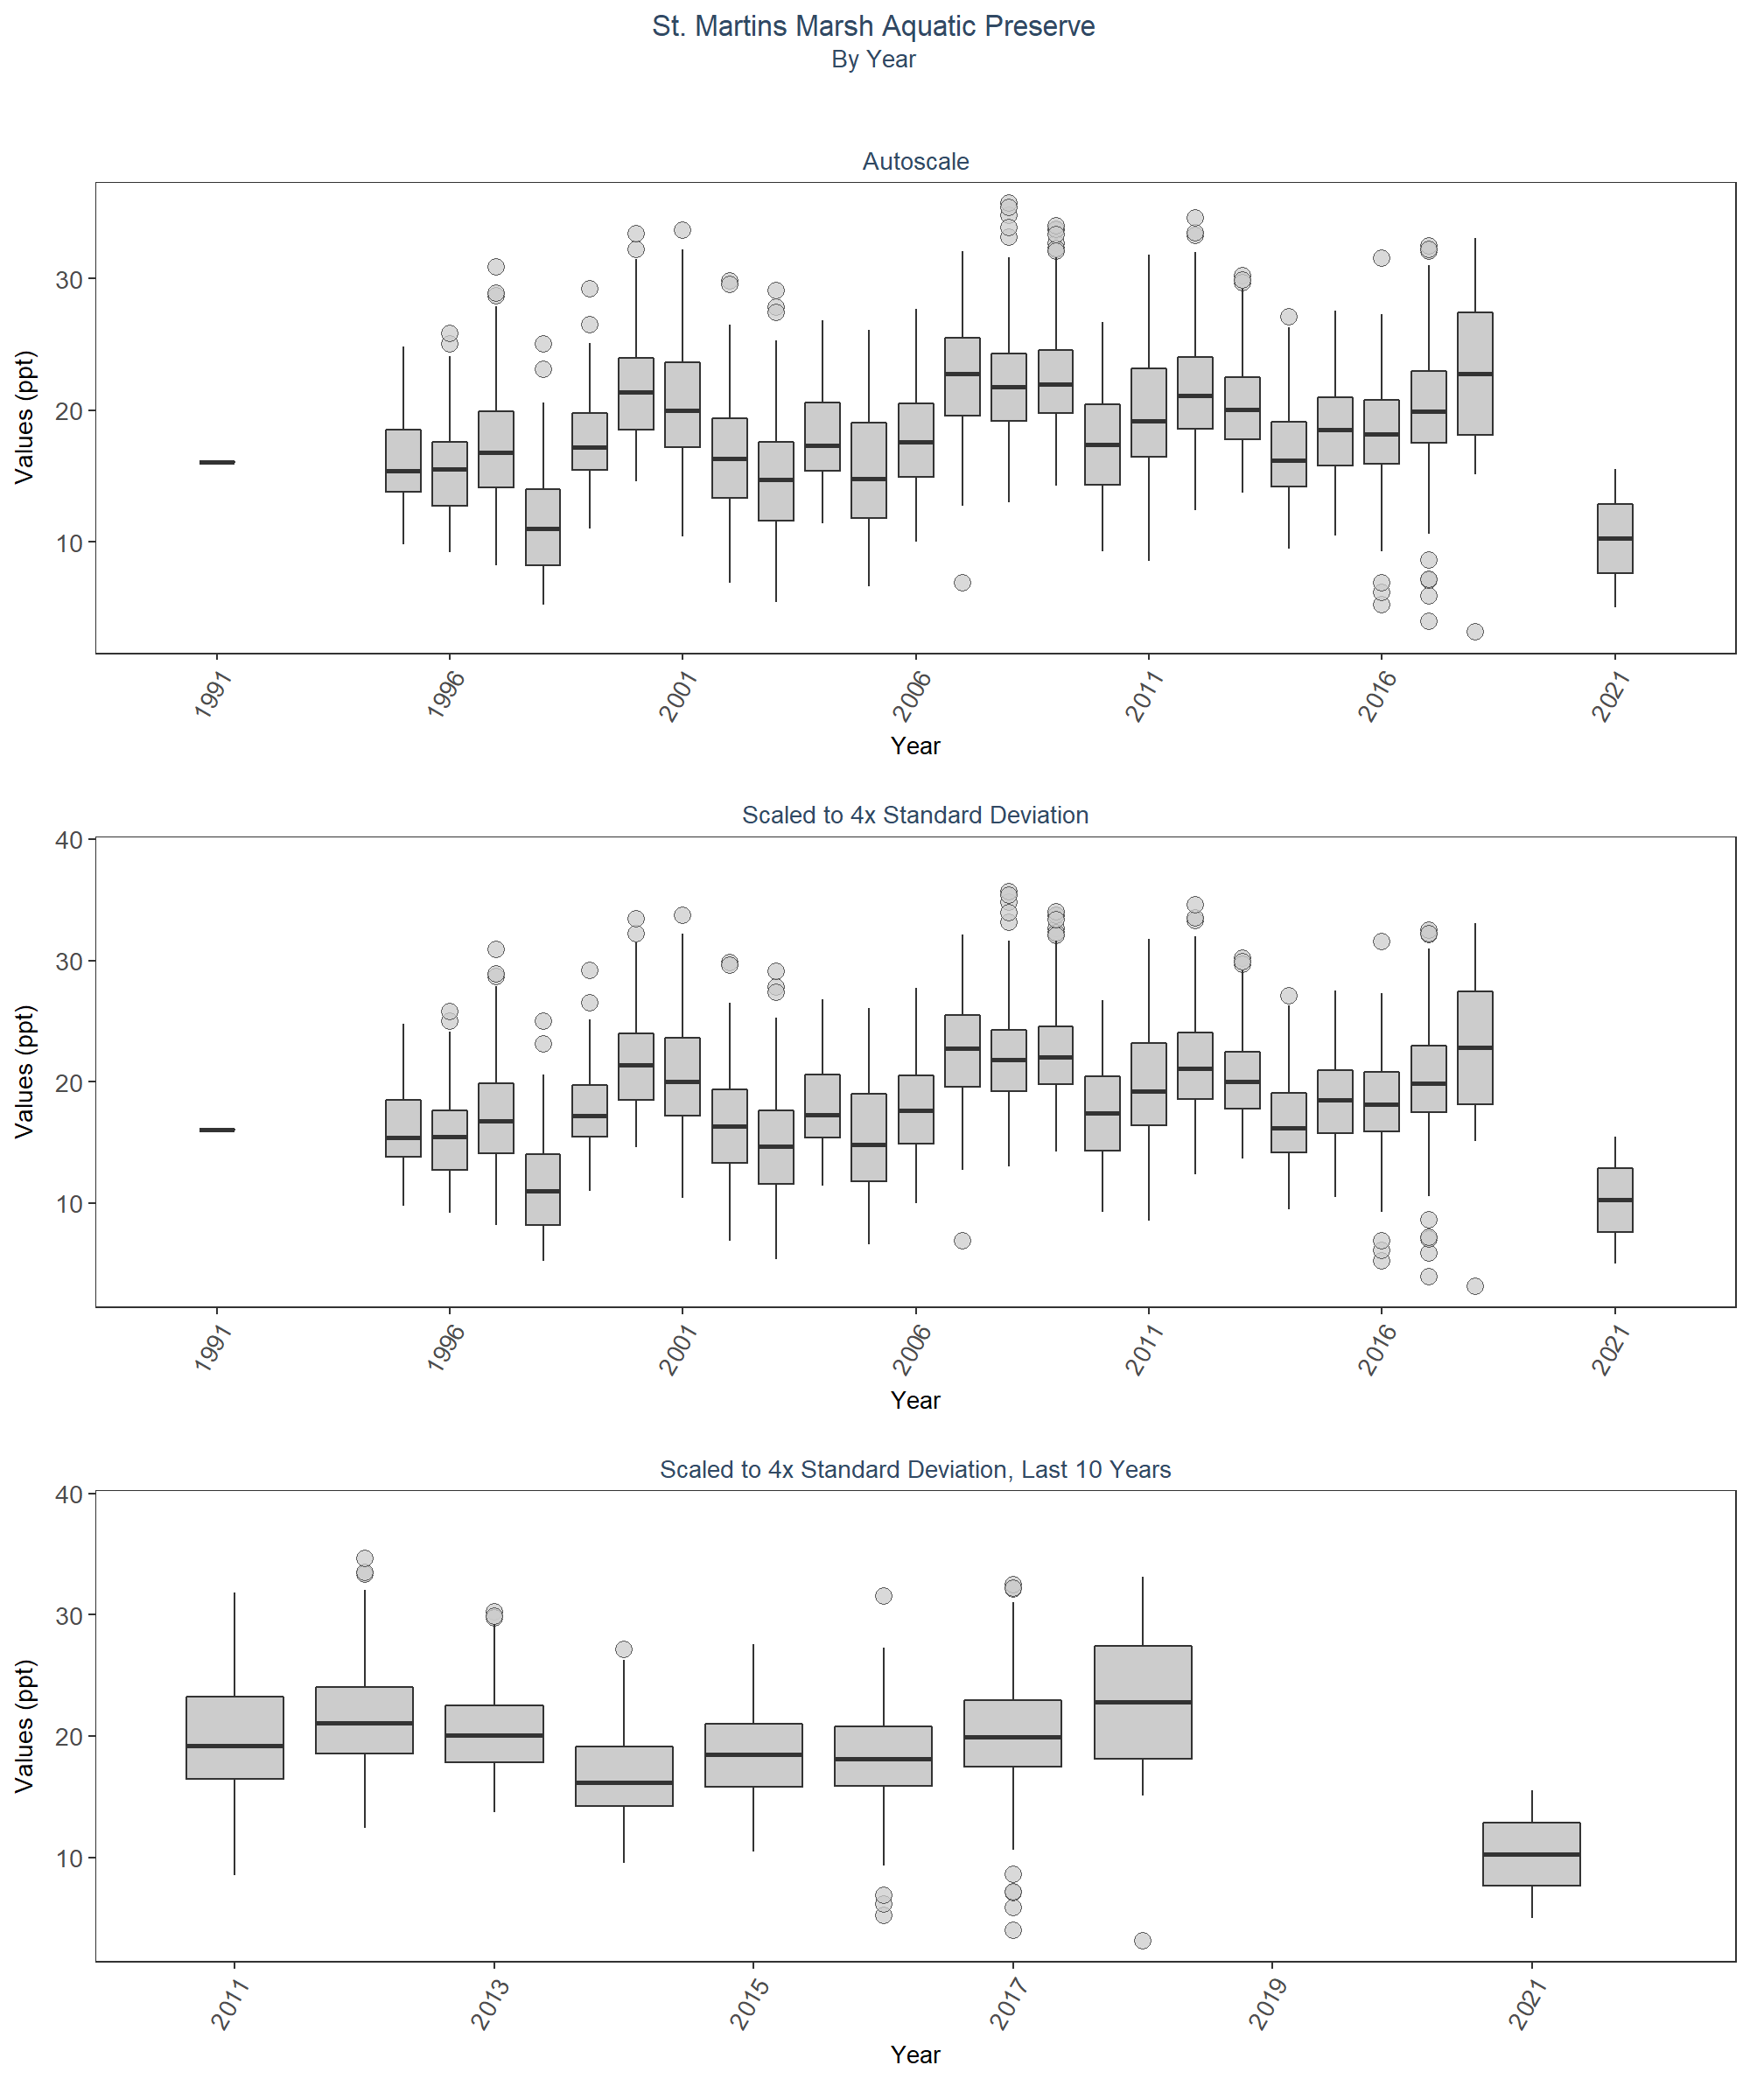 St. Martins Marsh Aquatic Preserve
By Year
Autoscale
Values (ppt)
30
20
10
1991 1996 2001 2006 2011 2016 2021
Year
Scaled to 4x Standard Deviation
Values (ppt)
40
30
20
10
1991 1996 2001 2006 2011 2016 2021
Year
Scaled to 4x Standard Deviation, Last 10 Years
Values (ppt)
40
30
20
10
2011 2013 2015 2017 2019 2021
Year